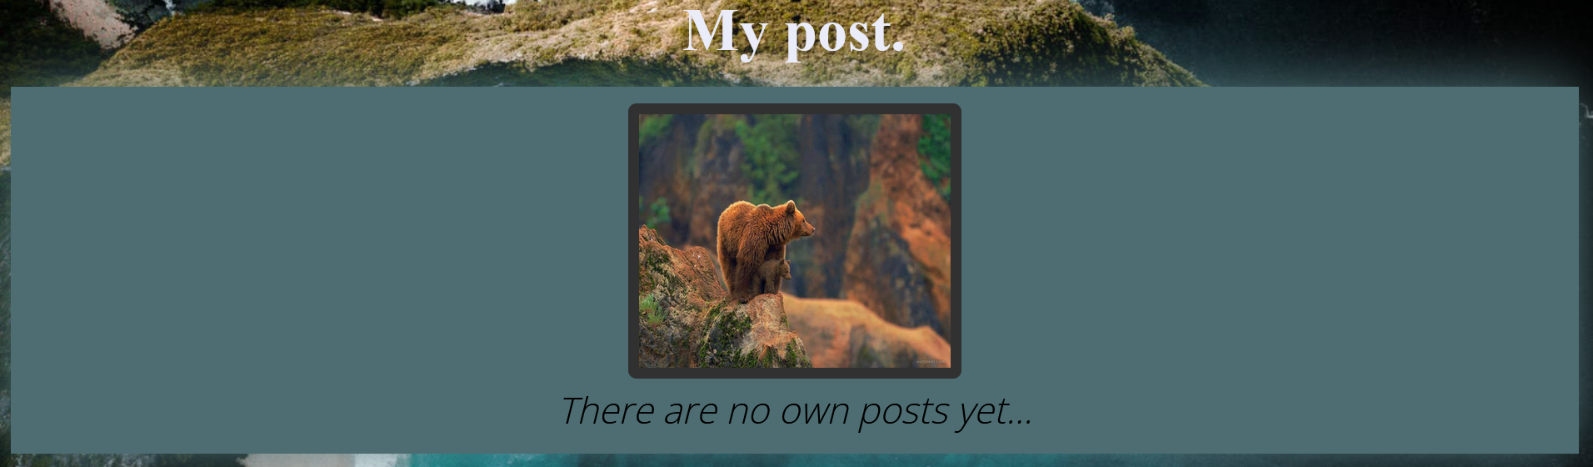 My post.
There are no own posts yet...